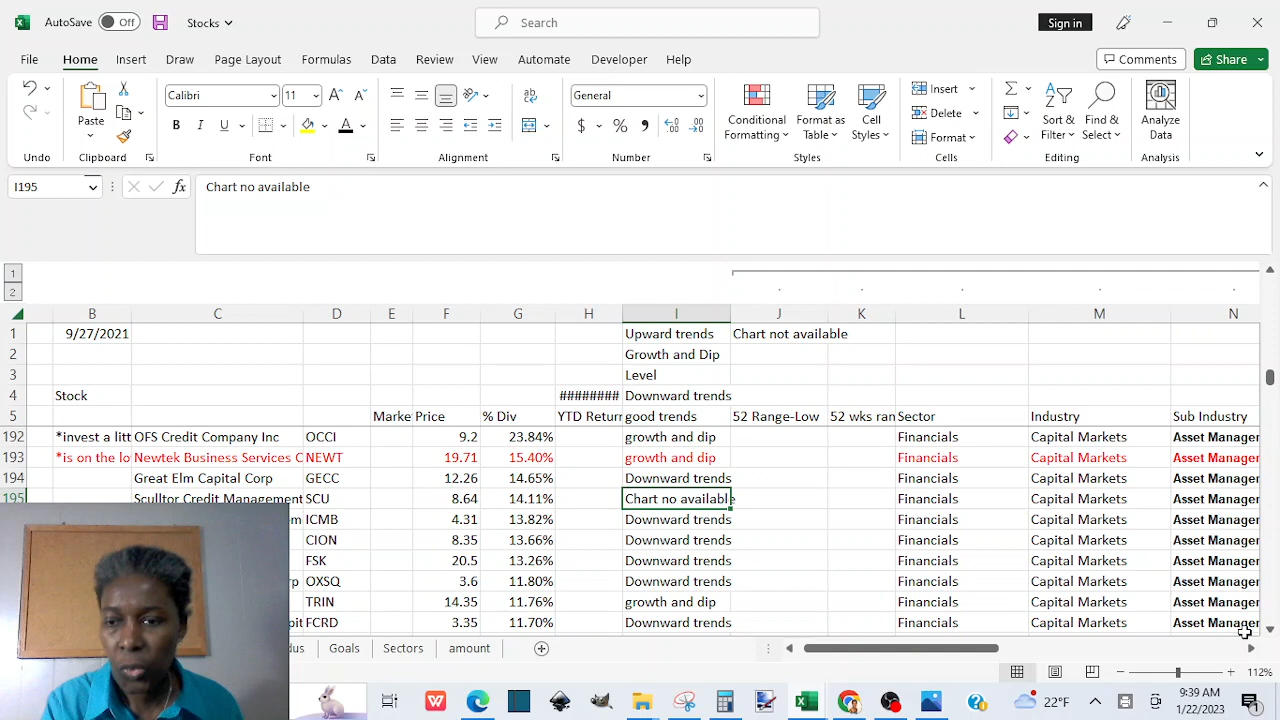 AutoSave Off Stocks Search Sign in
File Home Insert Draw Page Layout Formulas Data Review View Automate Developer Help Comments Share
Paste Calibri 11 General Conditional Formatting Format as Table Cell Styles Insert Delete Format Sort & Filter Find & Select Analyze Data
Undo Clipboard Font Alignment Number Styles Cells Editing Analysis
I195 fx Chart no available
1
2
B C D E F G H I J K L M N
1 9/27/2021 Upward trends Chart not available
2 Growth and Dip
3 Level
4 Stock ######## Downward trends
5 Marke Price % Div YTD Return good trends 52 Range-Low 52 wks ran Sector Industry Sub Industry
192 *invest a litt OFS Credit Company Inc OCCI 9.2 23.84% growth and dip Financials Capital Markets Asset Manager
193 *is on the lo Newtek Business Services C NEWT 19.71 15.40% growth and dip Financials Capital Markets Asset Manager
194 Great Elm Capital Corp GECC 12.26 14.65% Downward trends Financials Capital Markets Asset Manager
195 Sculltor Credit Management SCU 8.64 14.11% Chart no available Financials Capital Markets Asset Manager
ICMB 4.31 13.82% Downward trends Financials Capital Markets Asset Manager
CION 8.35 13.66% Downward trends Financials Capital Markets Asset Manager
FSK 20.5 13.26% Downward trends Financials Capital Markets Asset Manager
OXSQ 3.6 11.80% Downward trends Financials Capital Markets Asset Manager
TRIN 14.35 11.76% growth and dip Financials Capital Markets Asset Manager
FCRD 3.35 11.70% Downward trends Financials Capital Markets Asset Manager
dus Goals Sectors amount
112%
22°F 9:39 AM
1/22/2023